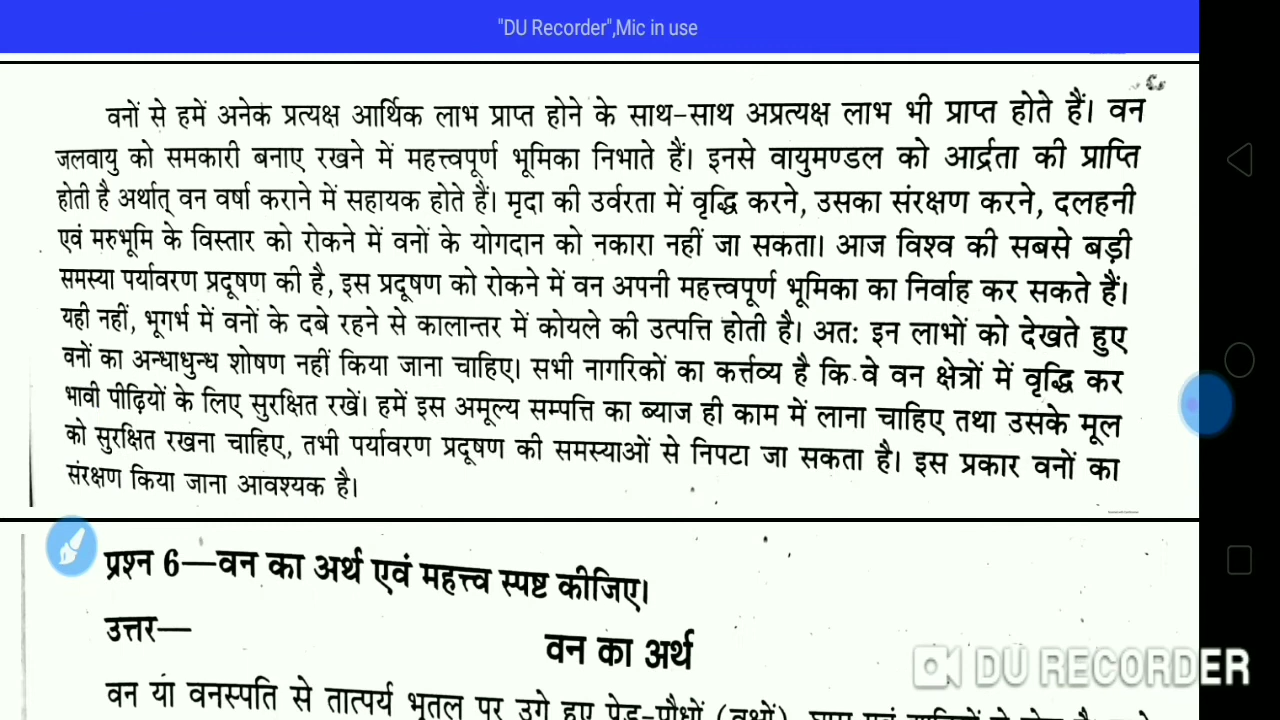 "DU Recorder",Mic in use
वनों से हमें अनेक प्रत्यक्ष आर्थिक लाभ प्राप्त होने के साथ-साथ अप्रत्यक्ष लाभ भी प्राप्त होते हैं। वन
जलवायु को समकारी बनाए रखने में महत्त्वपूर्ण भूमिका निभाते हैं। इनसे वायुमण्डल को आर्द्रता की प्राप्ति
होती है अर्थात् वन वर्षा कराने में सहायक होते हैं। मृदा की उर्वरता में वृद्धि करने, उसका संरक्षण करने, दलहनी
एवं मरुभूमि के विस्तार को रोकने में वनों के योगदान को नकारा नहीं जा सकता। आज विश्व की सबसे बड़ी
समस्या पर्यावरण प्रदूषण की है, इस प्रदूषण को रोकने में वन अपनी महत्त्वपूर्ण भूमिका का निर्वाह कर सकते हैं।
यही नहीं, भूगर्भ में वनों के दबे रहने से कालान्तर में कोयले की उत्पत्ति होती है। अतः इन लाभों को देखते हुए
वनों का अन्धाधुन्ध शोषण नहीं किया जाना चाहिए। सभी नागरिकों का कर्त्तव्य है कि वे वन क्षेत्रों में वृद्धि कर
भावी पीढ़ियों के लिए सुरक्षित रखें। हमें इस अमूल्य सम्पत्ति का ब्याज ही काम में लाना चाहिए तथा उसके मूल
को सुरक्षित रखना चाहिए, तभी पर्यावरण प्रदूषण की समस्याओं से निपटा जा सकता है। इस प्रकार वनों का
संरक्षण किया जाना आवश्यक है।
प्रश्न 6—वन का अर्थ एवं महत्त्व स्पष्ट कीजिए।
उत्तर—
वन का अर्थ
वन या वनस्पति से तात्पर्य भूतल पर उगे हुए पेड़-पौधों
DU RECORDER